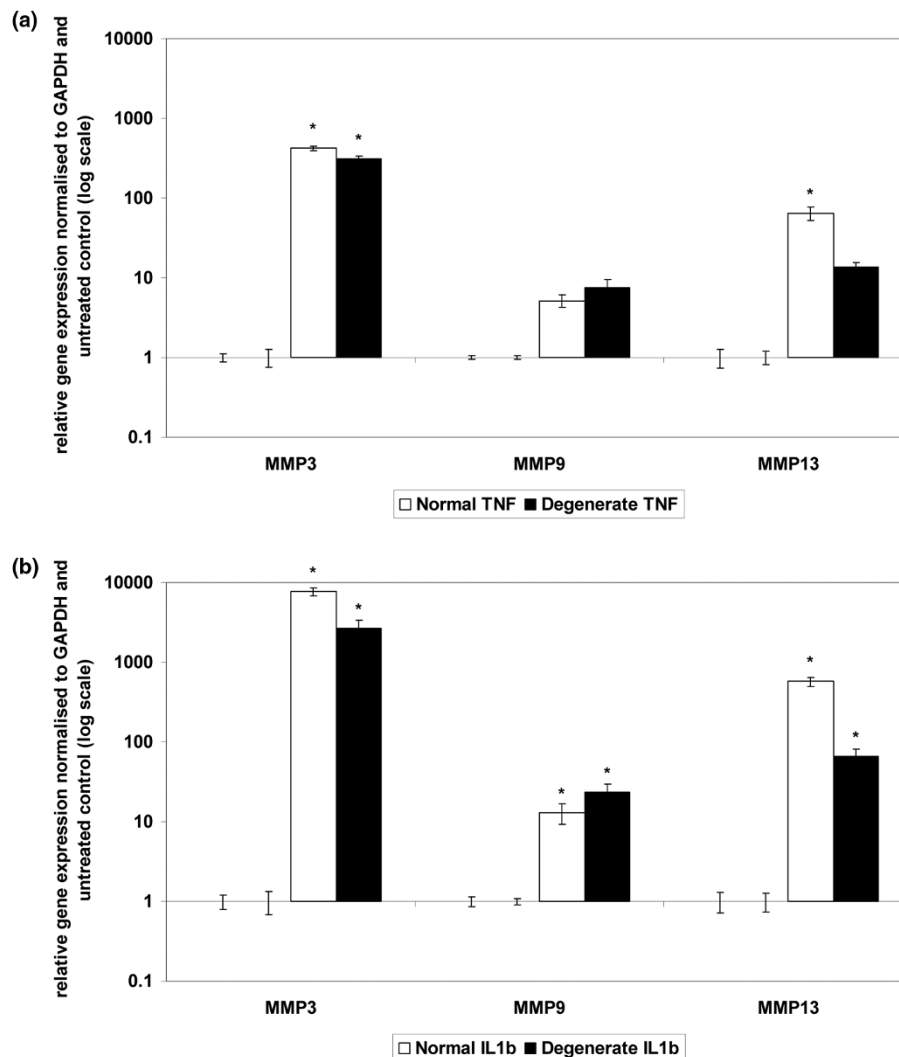 (a)
relative gene expression normalised to GAPDH and
untreated control (log scale)
10000
1000
100
10
1
0.1
* * *
MMP3 MMP9 MMP13
Normal TNF Degenerate TNF
(b)
relative gene expression normalised to GAPDH and
untreated control (log scale)
10000
1000
100
10
1
0.1
* * * * * *
MMP3 MMP9 MMP13
Normal IL1b Degenerate IL1b